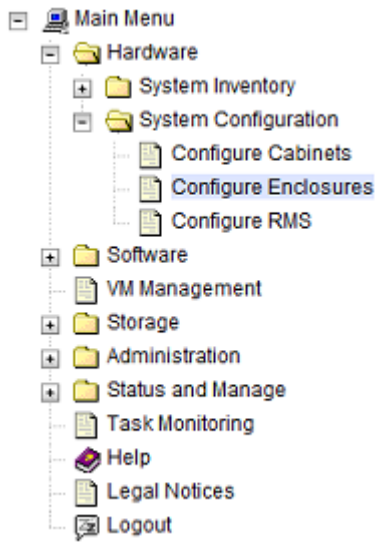 Main Menu
Hardware
System Inventory
System Configuration
Configure Cabinets
Configure Enclosures
Configure RMS
Software
VM Management
Storage
Administration
Status and Manage
Task Monitoring
Help
Legal Notices
Logout